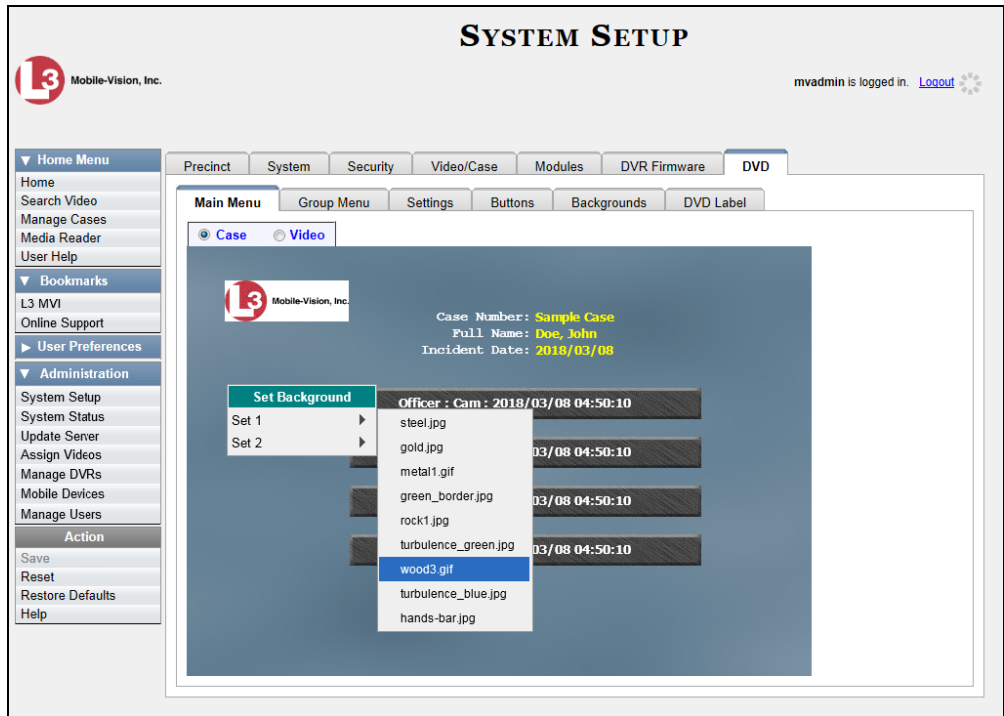 SYSTEM SETUP
L3 Mobile-Vision, Inc.
mvadmin is logged in. Logout
▼ Home Menu
Home
Search Video
Manage Cases
Media Reader
User Help
▼ Bookmarks
L3 MVI
Online Support
▶ User Preferences
▼ Administration
System Setup
System Status
Update Server
Assign Videos
Manage DVRs
Mobile Devices
Manage Users
Action
Save
Reset
Restore Defaults
Help
Precinct System Security Video/Case Modules DVR Firmware DVD
Main Menu Group Menu Settings Buttons Backgrounds DVD Label
Case Video
L3 Mobile-Vision, Inc.
Case Number: Sample Case
Full Name: Doe, John
Incident Date: 2018/03/08
Set Background
Set 1
Set 2
steel.jpg
gold.jpg
metal1.gif
green_border.jpg
rock1.jpg
turbulence_green.jpg
wood3.gif
turbulence_blue.jpg
hands-bar.jpg
Officer : Cam : 2018/03/08 04:50:10
03/08 04:50:10
03/08 04:50:10
03/08 04:50:10